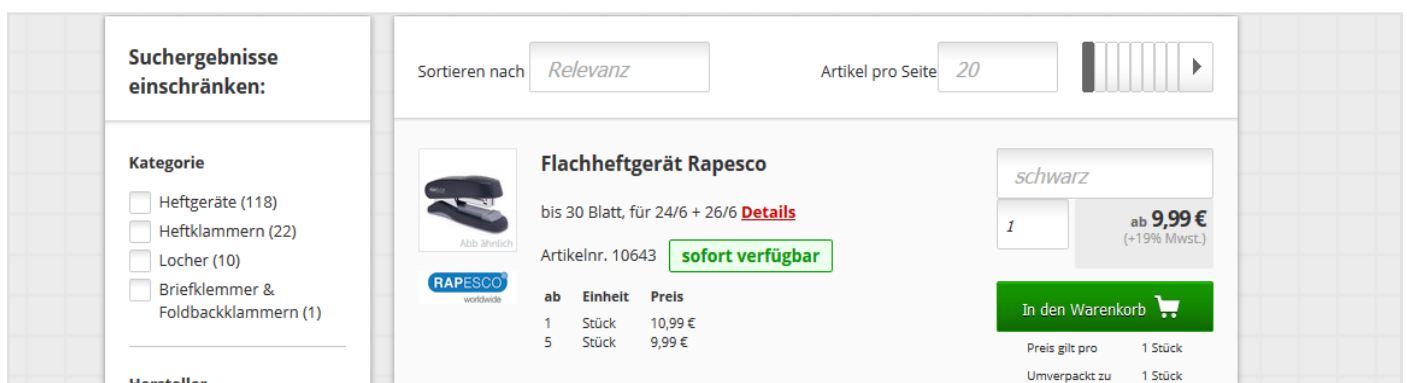 Suchergebnisse
einschränken:
Kategorie
Heftgeräte (118)
Heftklammern (22)
Locher (10)
Briefklemmer &
Foldbackklammern (1)
Hersteller
Sortieren nach Relevanz Artikel pro Seite 20
Flachheftgerät Rapesco
bis 30 Blatt, für 24/6 + 26/6 Details
Abb ähnlich
Artikelnr. 10643 sofort verfügbar
RAPESCO
worldwide
ab Einheit Preis
1 Stück 10,99 €
5 Stück 9,99 €
schwarz
1 ab 9,99 €
(+19% Mwst.)
In den Warenkorb
Preis gilt pro 1 Stück
Umverpackt zu 1 Stück